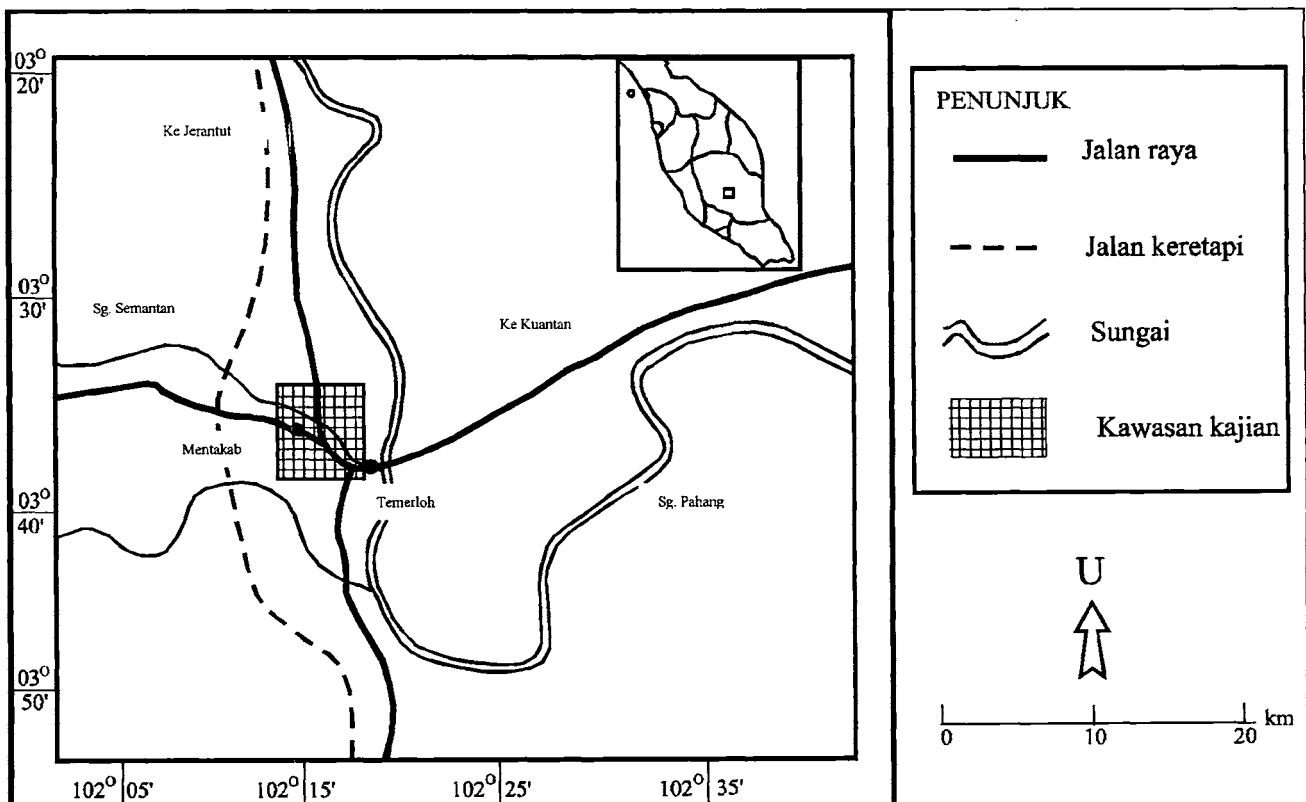 03° 20'
03° 30'
03° 40'
03° 50'
Ke Jerantut
Sg. Semantan
Ke Kuantan
Mentakab
Temerloh
Sg. Pahang
102° 05'
102° 15'
102° 25'
102° 35'
PENUNJUK
Jalan raya
Jalan keretapi
Sungai
Kawasan kajian
U
0 10 20 km